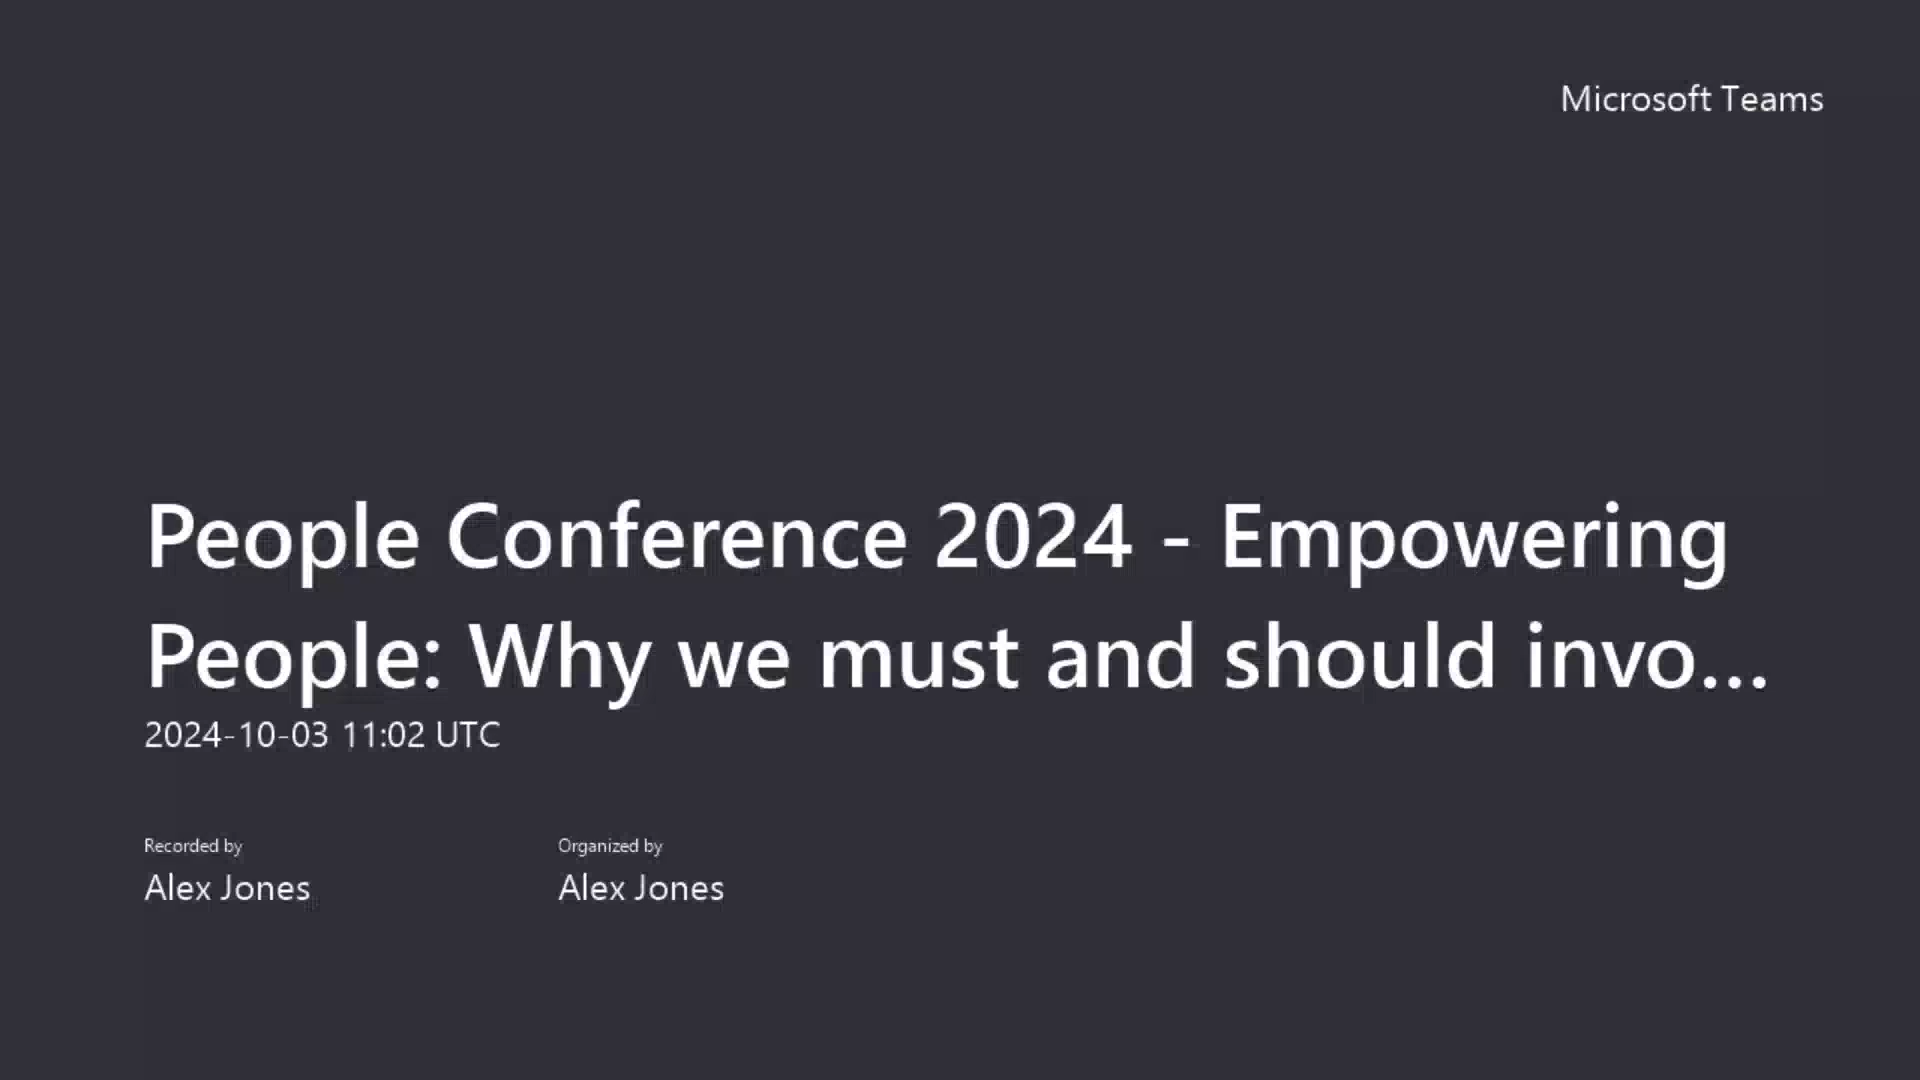 Microsoft Teams
People Conference 2024 - Empowering
People: Why we must and should invo...
2024-10-03 11:02 UTC
Recorded by
Alex Jones
Organized by
Alex Jones